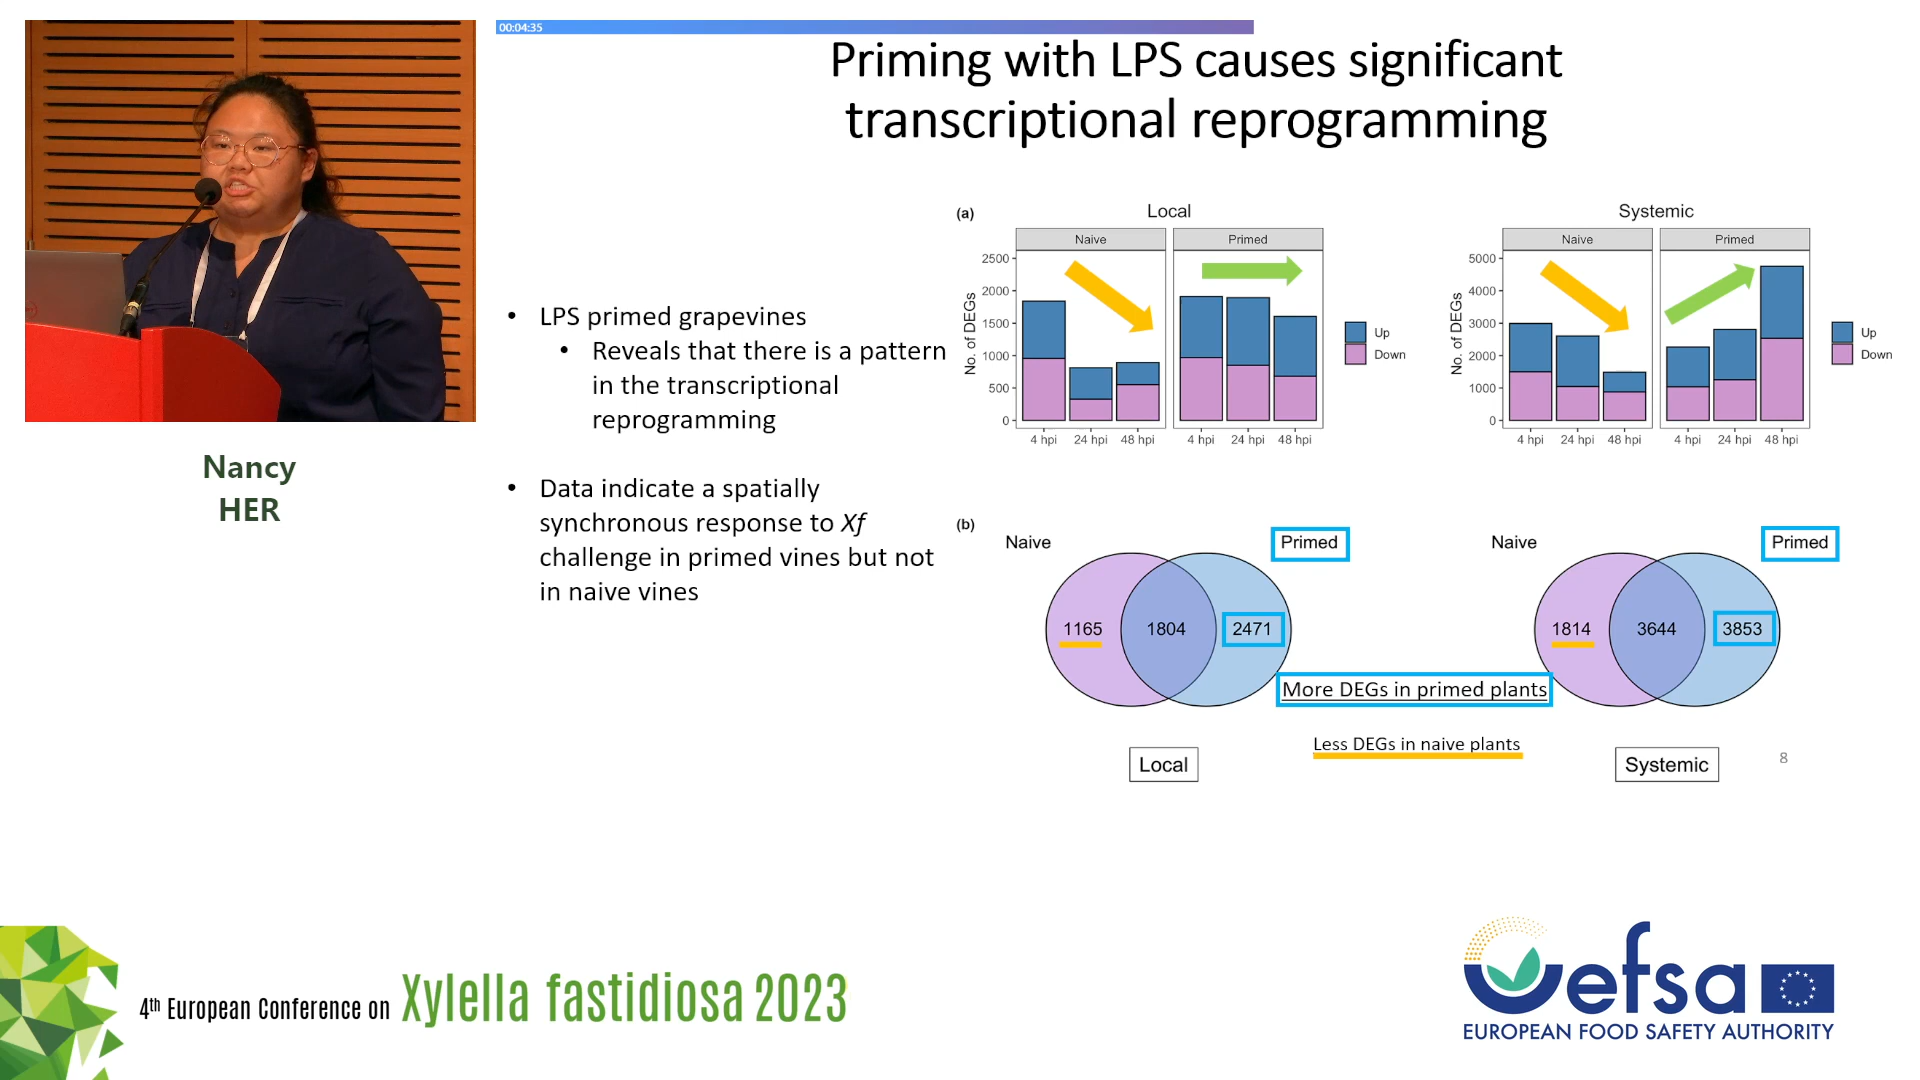 00:04:35
Priming with LPS causes significant
transcriptional reprogramming
Nancy
HER
• LPS primed grapevines
• Reveals that there is a pattern
in the transcriptional
reprogramming
• Data indicate a spatially
synchronous response to Xf
challenge in primed vines but not
in naive vines
(a)
Local
Naive Primed
No. of DEGs
2500
2000
1500
1000
500
0
4 hpi 24 hpi 48 hpi 4 hpi 24 hpi 48 hpi
Up
Down
Systemic
Naive Primed
No. of DEGs
5000
4000
3000
2000
1000
0
4 hpi 24 hpi 48 hpi 4 hpi 24 hpi 48 hpi
Up
Down
(b)
Naive Primed
1165 1804 2471
Local
Naive Primed
1814 3644 3853
Systemic
More DEGs in primed plants
Less DEGs in naive plants
8
4th European Conference on Xylella fastidiosa 2023
efsa
EUROPEAN FOOD SAFETY AUTHORITY